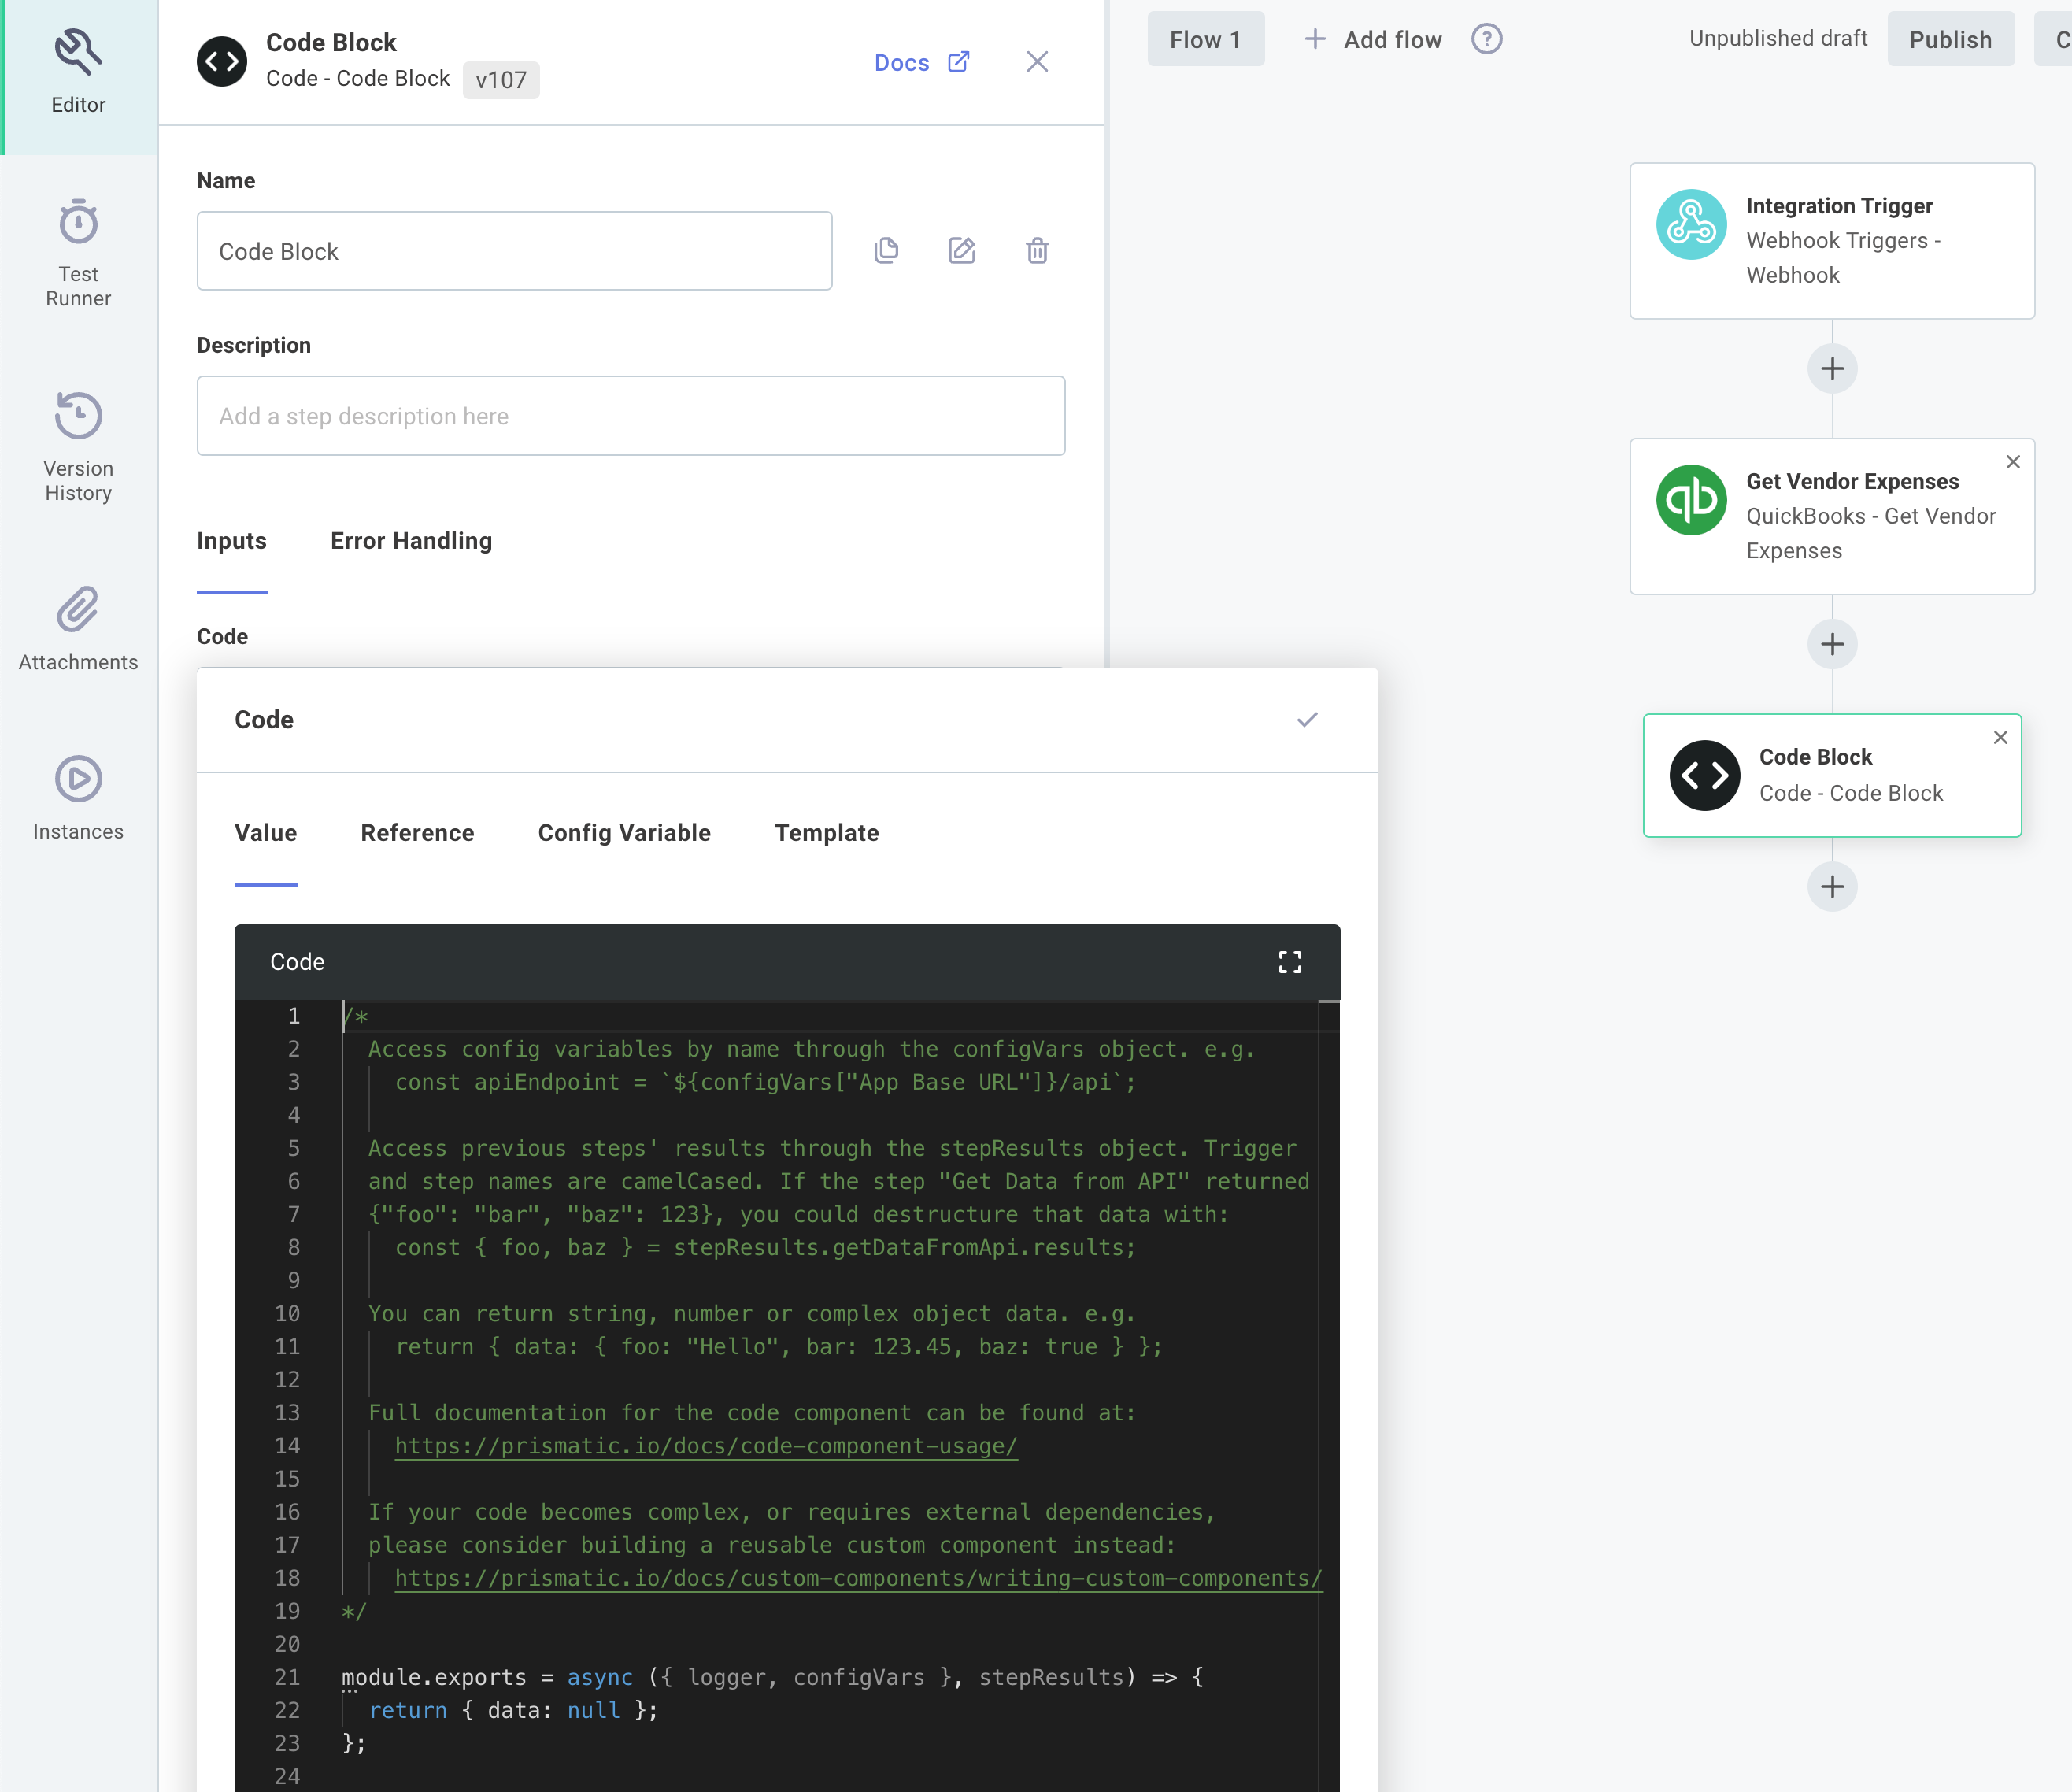 Editor
Test
Runner
Version
History
Attachments
Instances
Code Block
Code - Code Block v107
Docs
Name
Code Block
Description
Add a step description here
Inputs Error Handling
Code
Code
Value Reference Config Variable Template
Code
1 /*
2 Access config variables by name through the configVars object. e.g.
3 const apiEndpoint = `${configVars["App Base URL"]}/api`;
4
5 Access previous steps' results through the stepResults object. Trigger
6 and step names are camelCased. If the step "Get Data from API" returned
7 {"foo": "bar", "baz": 123}, you could destructure that data with:
8 const { foo, baz } = stepResults.getDataFromApi.results;
9
10 You can return string, number or complex object data. e.g.
11 return { data: { foo: "Hello", bar: 123.45, baz: true } };
12
13 Full documentation for the code component can be found at:
14 https://prismatic.io/docs/code-component-usage/
15
16 If your code becomes complex, or requires external dependencies,
17 please consider building a reusable custom component instead:
18 https://prismatic.io/docs/custom-components/writing-custom-components/
19 */
20
21 module.exports = async ({ logger, configVars }, stepResults) => {
22 return { data: null };
23 };
24
Flow 1 + Add flow ? Unpublished draft Publish C
Integration Trigger
Webhook Triggers -
Webhook
qb
Get Vendor Expenses
QuickBooks - Get Vendor
Expenses
Code Block
Code - Code Block